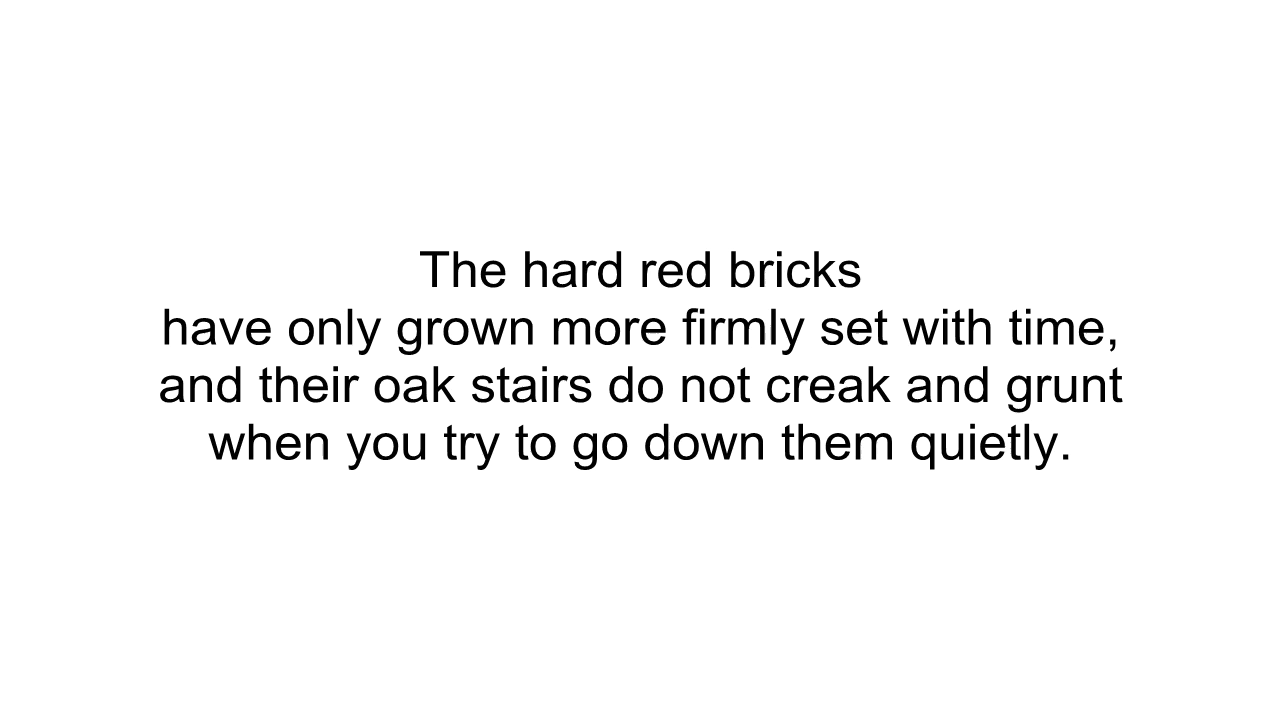 The hard red bricks
have only grown more firmly set with time,
and their oak stairs do not creak and grunt
when you try to go down them quietly.